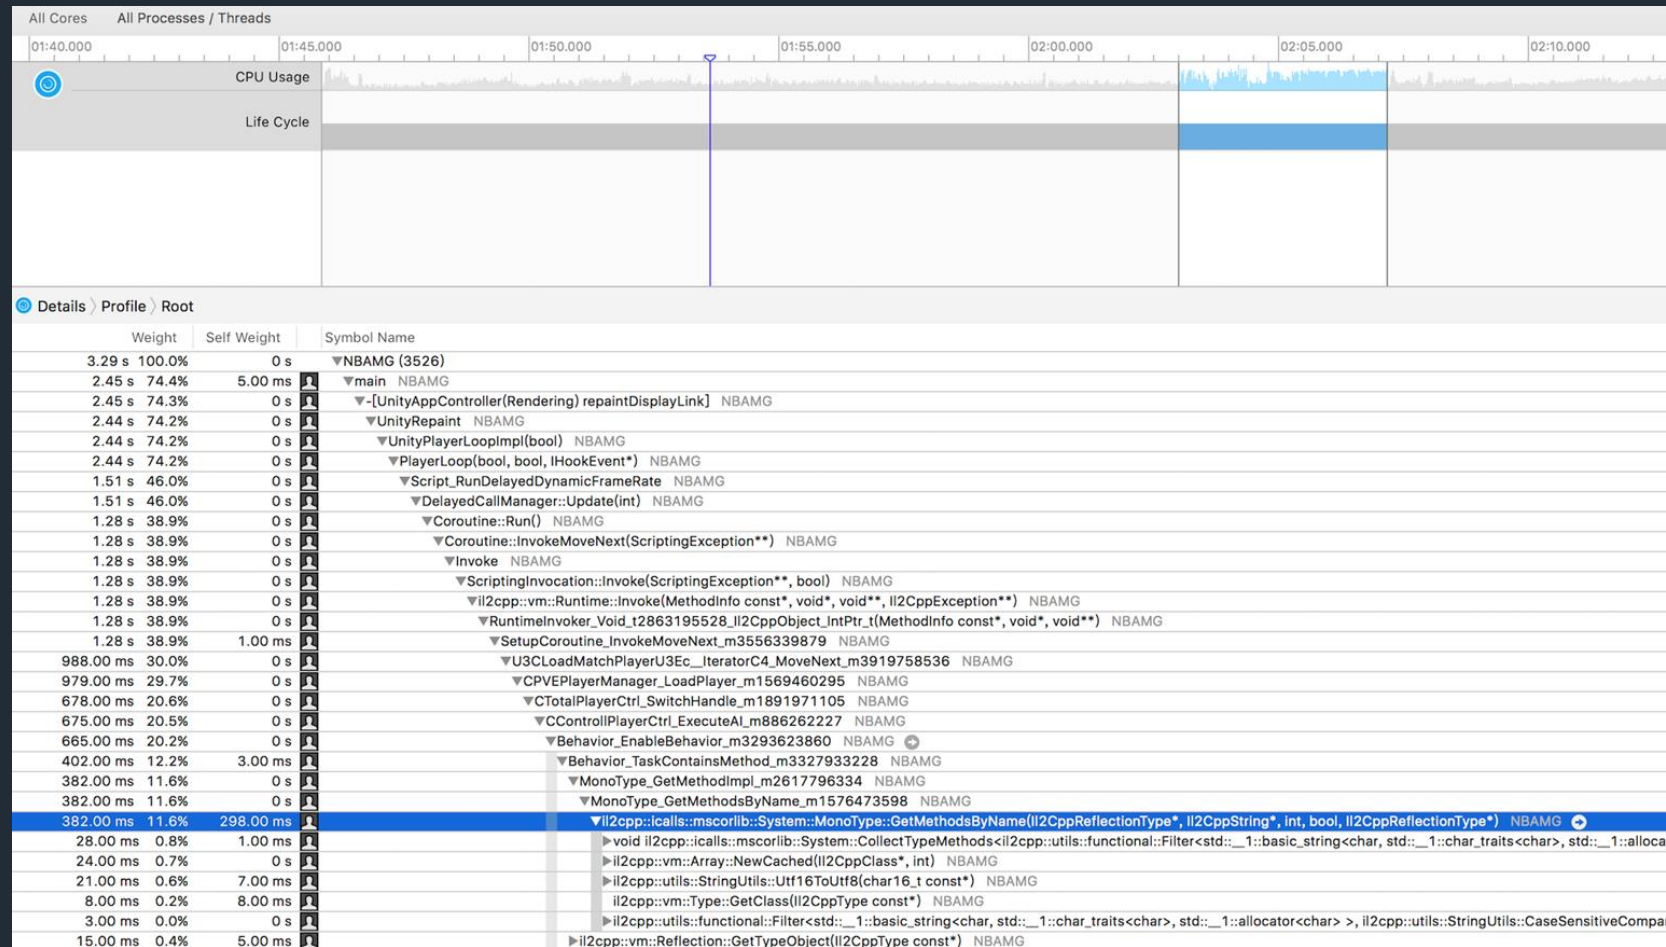 All Cores All Processes / Threads
01:40.000 01:45.000 01:50.000 01:55.000 02:00.000 02:05.000 02:10.000
CPU Usage
Life Cycle
Details Profile Root
Weight Self Weight Symbol Name
3.29 s 100.0% 0 s NBAMG (3526)
2.45 s 74.4% 5.00 ms main NBAMG
2.45 s 74.3% 0 s -[UnityAppController(Rendering) repaintDisplayLink] NBAMG
2.44 s 74.2% 0 s UnityRepaint NBAMG
2.44 s 74.2% 0 s UnityPlayerLoopImpl(bool) NBAMG
2.44 s 74.2% 0 s PlayerLoop(bool, bool, IHookEvent*) NBAMG
1.51 s 46.0% 0 s Script_RunDelayedDynamicFrameRate NBAMG
1.51 s 46.0% 0 s DelayedCallManager::Update(int) NBAMG
1.28 s 38.9% 0 s Coroutine::Run() NBAMG
1.28 s 38.9% 0 s Coroutine::InvokeMoveNext(ScriptingException**) NBAMG
1.28 s 38.9% 0 s Invoke NBAMG
1.28 s 38.9% 0 s ScriptingInvocation::Invoke(ScriptingException**, bool) NBAMG
1.28 s 38.9% 0 s il2cpp::vm::Runtime::Invoke(MethodInfo const*, void*, void**, Il2CppException**) NBAMG
1.28 s 38.9% 0 s RuntimeInvoker_Void_t2863195528_Il2CppObject_IntPtr_t(MethodInfo const*, void*, void**) NBAMG
1.28 s 38.9% 1.00 ms SetupCoroutine_InvokeMoveNext_m3556339879 NBAMG
988.00 ms 30.0% 0 s U3CLoadMatchPlayerU3Ec__IteratorC4_MoveNext_m3919758536 NBAMG
979.00 ms 29.7% 0 s CPVEPlayerManager_LoadPlayer_m1569460295 NBAMG
678.00 ms 20.6% 0 s CTotalPlayerCtrl_SwitchHandle_m1891971105 NBAMG
675.00 ms 20.5% 0 s CControllPlayerCtrl_ExecuteAI_m886262227 NBAMG
665.00 ms 20.2% 0 s Behavior_EnableBehavior_m3293623860 NBAMG
402.00 ms 12.2% 3.00 ms Behavior_TaskContainsMethod_m3327933228 NBAMG
382.00 ms 11.6% 0 s MonoType_GetMethodImpl_m2617796334 NBAMG
382.00 ms 11.6% 0 s MonoType_GetMethodsByName_m1576473598 NBAMG
382.00 ms 11.6% 298.00 ms il2cpp::icalls::mscorlib::System::MonoType::GetMethodsByName(Il2CppReflectionType*, Il2CppString*, int, bool, Il2CppReflectionType*) NBAMG
28.00 ms 0.8% 1.00 ms void il2cpp::icalls::mscorlib::System::CollectTypeMethods<il2cpp::utils::functional::Filter<std::__1::basic_string<char, std::__1::char_traits<char>, std::__1::alloca
24.00 ms 0.7% 0 s il2cpp::vm::Array::NewCached(Il2CppClass*, int) NBAMG
21.00 ms 0.6% 7.00 ms il2cpp::utils::StringUtils::Utf16ToUtf8(char16_t const*) NBAMG
8.00 ms 0.2% 8.00 ms il2cpp::vm::Type::GetClass(Il2CppType const*) NBAMG
3.00 ms 0.0% 0 s il2cpp::utils::functional::Filter<std::__1::basic_string<char, std::__1::char_traits<char>, std::__1::allocator<char> >, il2cpp::utils::StringUtils::CaseSensitiveCompa
15.00 ms 0.4% 5.00 ms il2cpp::vm::Reflection::GetTypeObject(Il2CppType const*) NBAMG